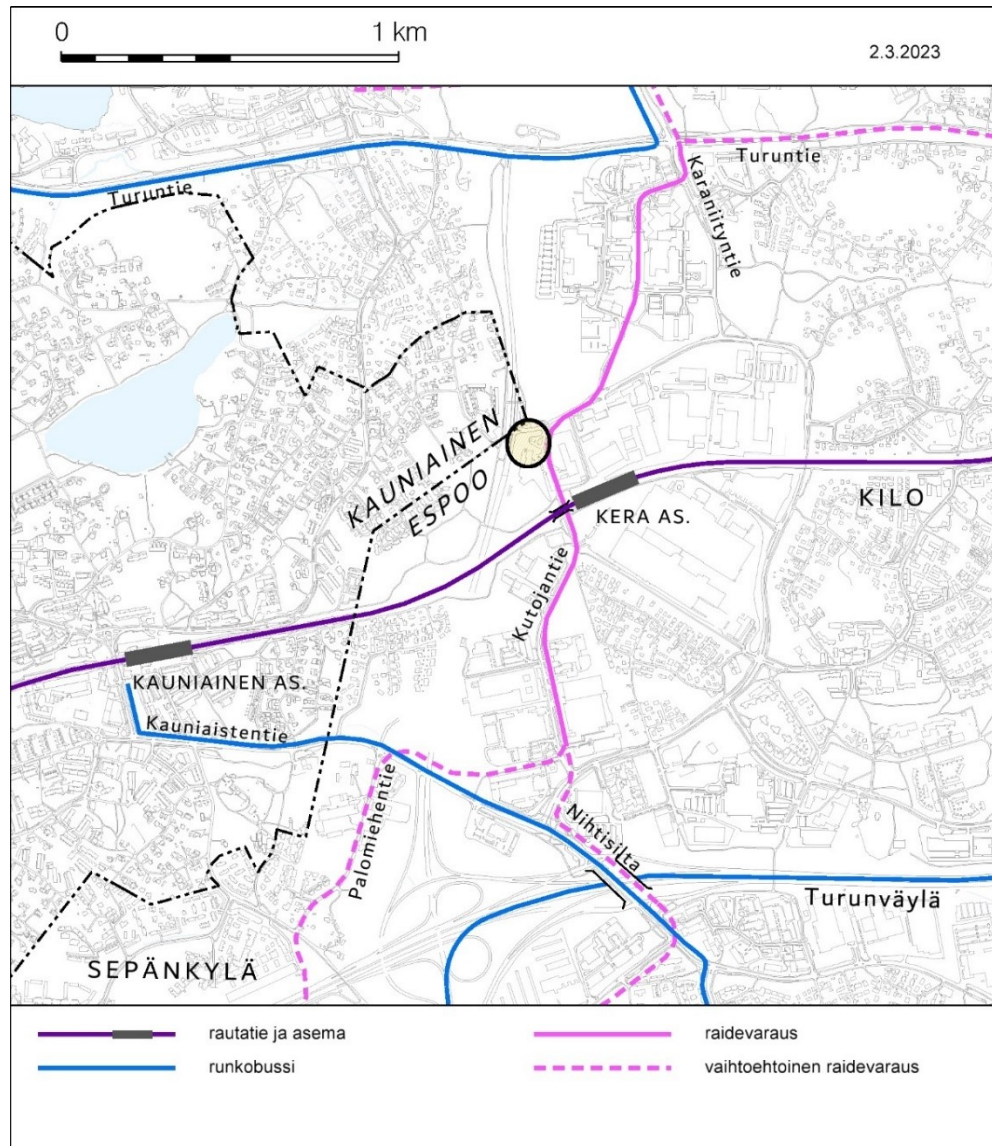 0 1 km
2.3.2023
Turuntie
Turuntie
Karaniityntie
KAUNIAINEN
ESPOO
KERA AS.
KILO
Kutojantie
KAUNIAINEN AS.
Kauniaistentie
Palomiehentie
Nihtisilta
Turunväylä
SEPÄNKYLÄ
rautatie ja asema
raidevaraus
runkobussi
vaihtoehtoinen raidevaraus